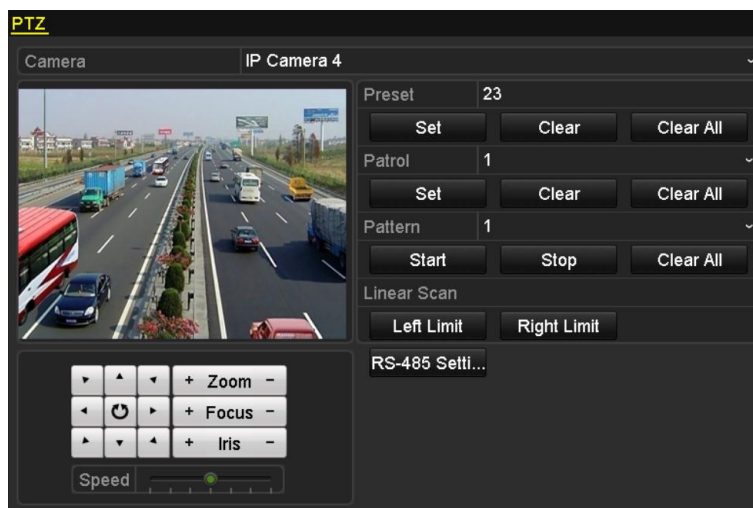 PTZ
Camera IP Camera 4
Preset 23
Set Clear Clear All
Patrol 1
Set Clear Clear All
Pattern 1
Start Stop Clear All
Linear Scan
Left Limit Right Limit
RS-485 Setti...
+ Zoom -
+ Focus -
+ Iris -
Speed